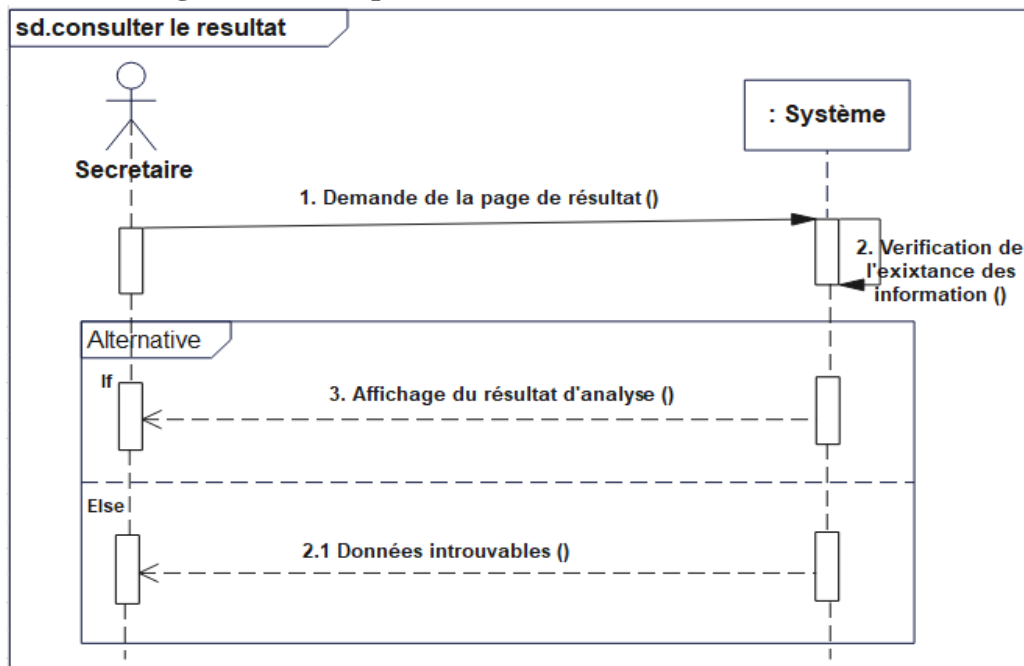 sd.consulter le resultat
: Système
Secretaire
1. Demande de la page de résultat ()
2. Verification de
l'exixtance des
information ()
Alternative
If
3. Affichage du résultat d'analyse ()
Else
2.1 Données introuvables ()